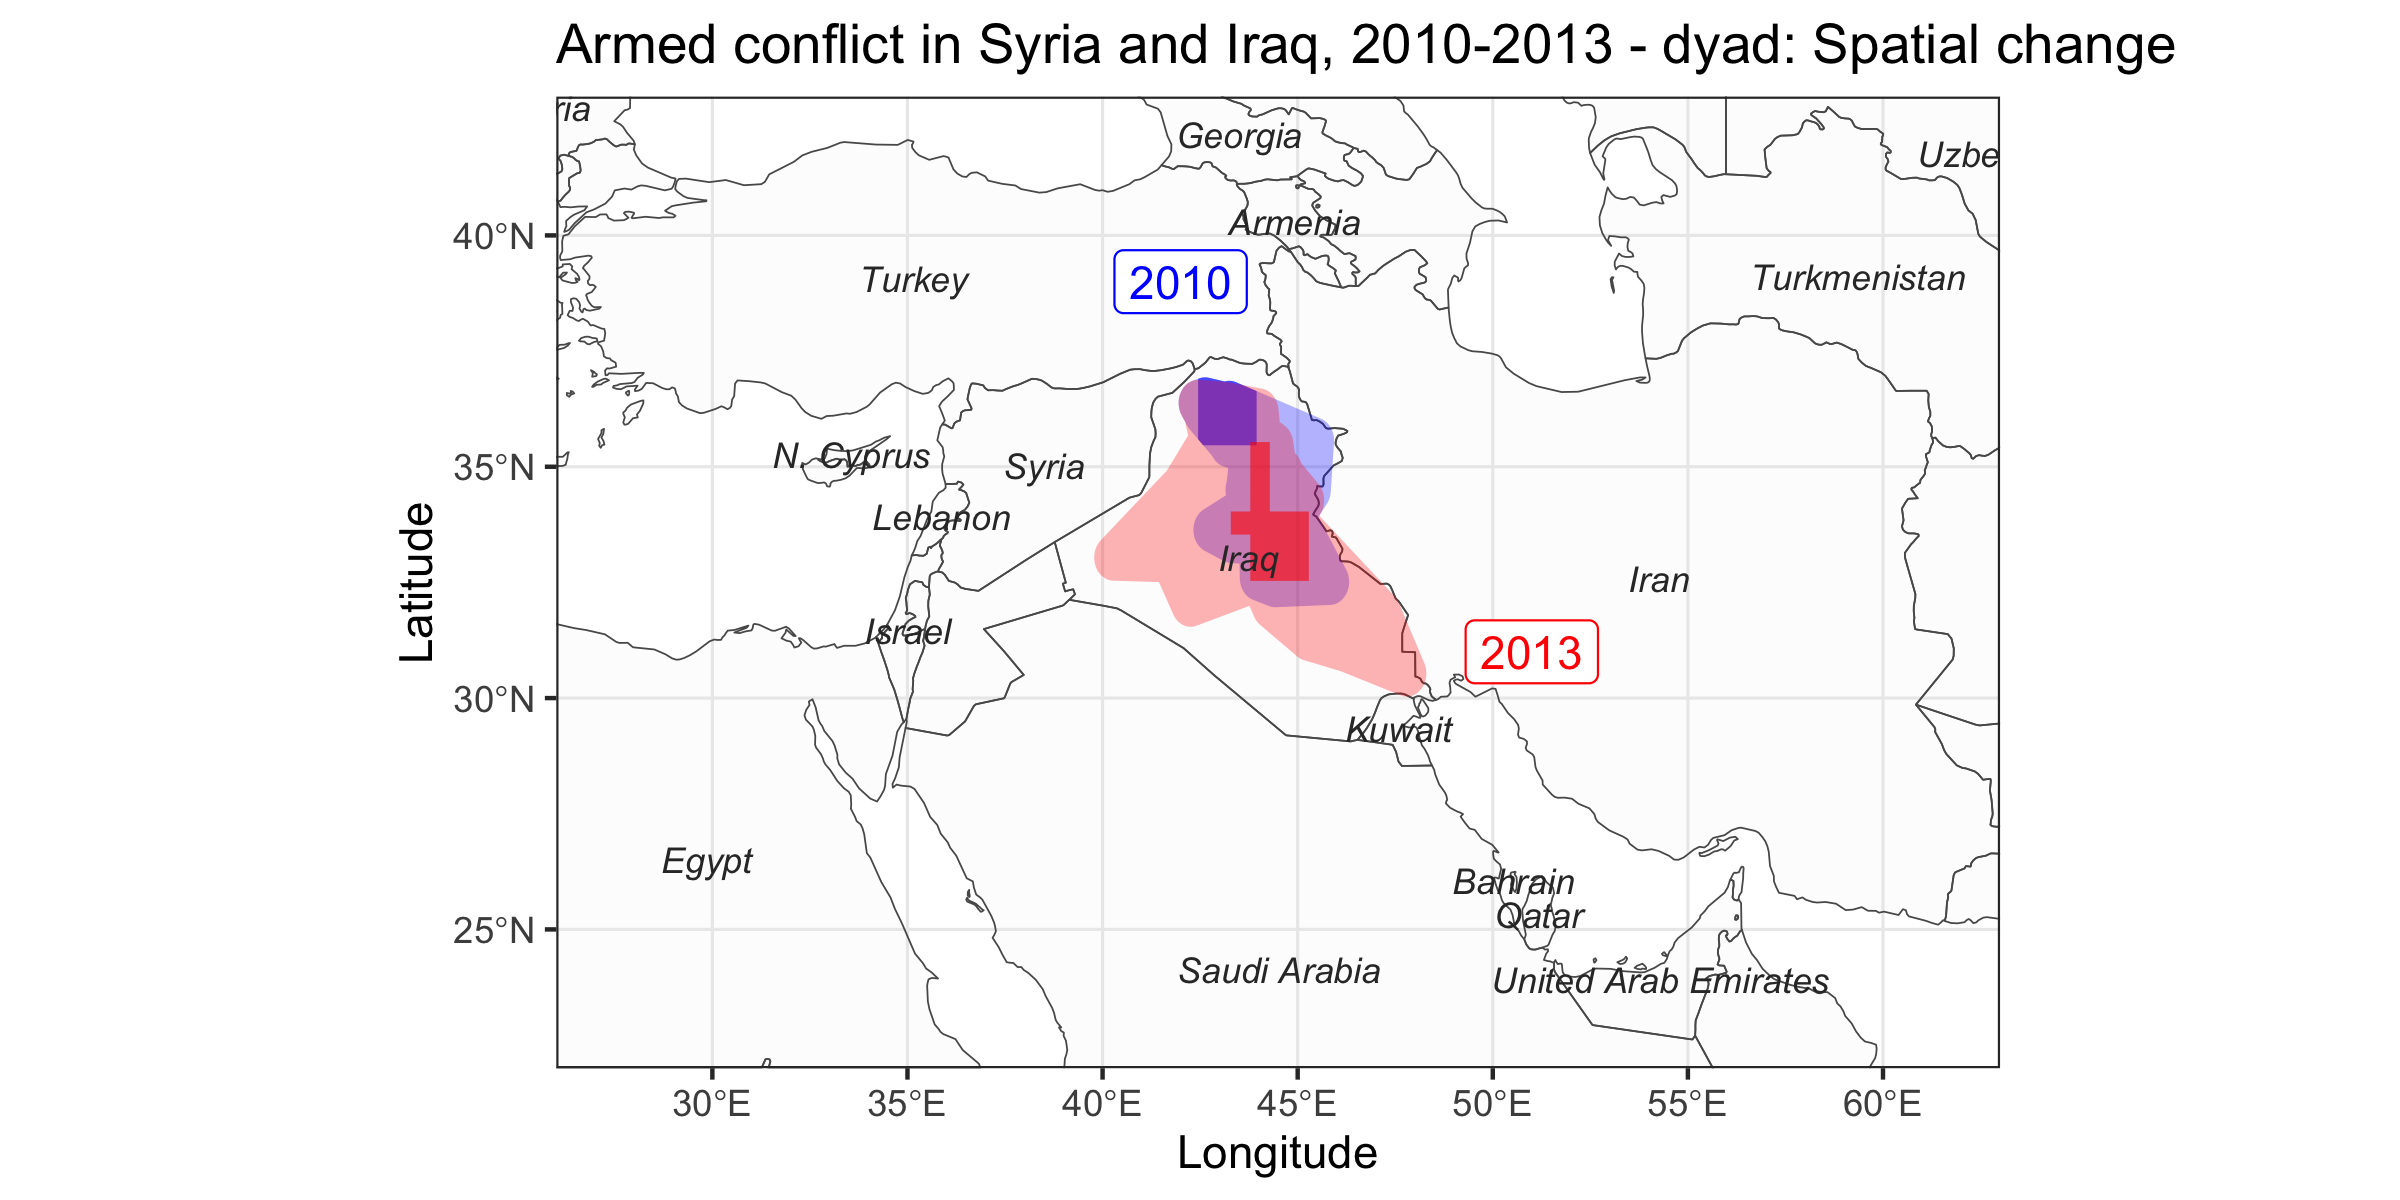 Armed conflict in Syria and Iraq, 2010-2013 - dyad: Spatial change
ria
Georgia
Uzbe
Armenia
40°N
Turkey
2010
Turkmenistan
N. Cyprus
Syria
35°N
Lebanon
Iraq
Iran
Latitude
Israel
2013
30°N
Kuwait
Egypt
Bahrain
Qatar
25°N
Saudi Arabia
United Arab Emirates
30°E 35°E 40°E 45°E 50°E 55°E 60°E
Longitude